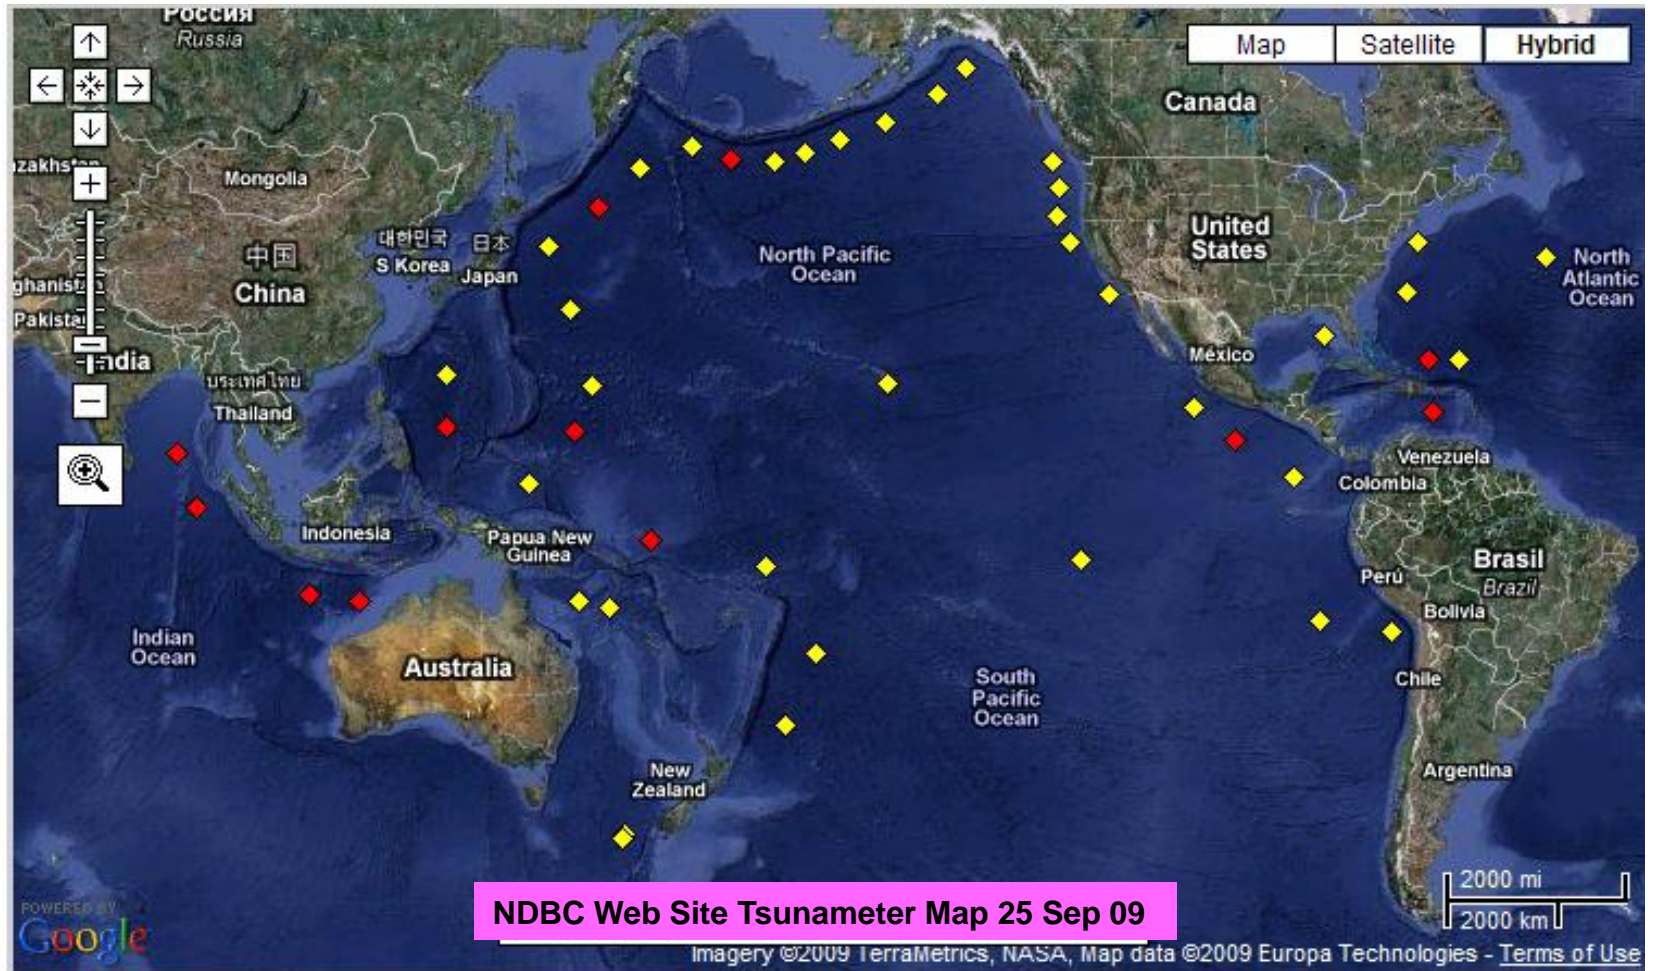 Россия
Russia
Map
Satellite
Hybrid
Canada
Mongolia
United
States
대한민국
S Korea
日本
Japan
中国
China
North Pacific
Ocean
North
Atlantic
Ocean
México
ประเทศไทย
Thailand
Venezuela
Colombia
Indonesia
Papua New
Guinea
Brasil
Brazil
Perú
Bolivia
Indian
Ocean
Australia
South
Pacific
Ocean
Chile
New
Zealand
Argentina
2000 mi
2000 km
POWERED BY
Google
NDBC Web Site Tsunameter Map 25 Sep 09
Imagery ©2009 TerraMetrics, NASA, Map data ©2009 Europa Technologies - Terms of Use